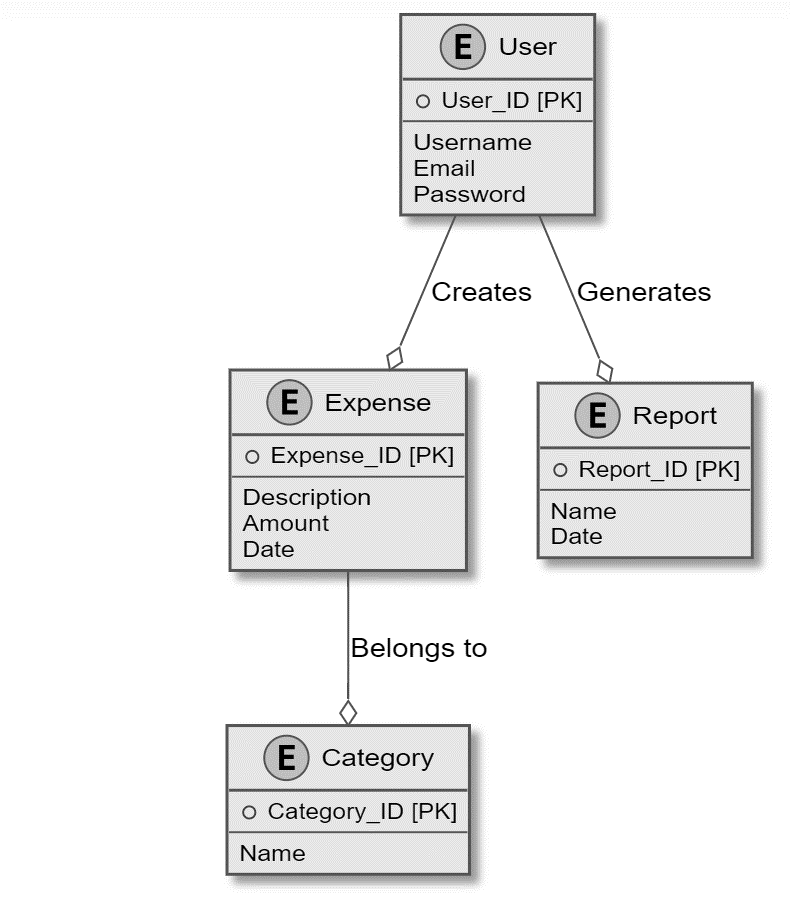 E User
User_ID [PK]
Username
Email
Password
Creates
Generates
E Expense
Expense_ID [PK]
Description
Amount
Date
E Report
Report_ID [PK]
Name
Date
Belongs to
E Category
Category_ID [PK]
Name